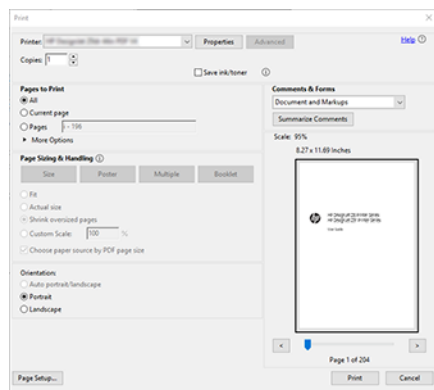 Print
Printer:
Properties
Advanced
Help
Copies: 1
Save ink/toner
Pages to Print
All
Current page
Pages - 196
More Options
Comments & Forms
Document and Markups
Summarize Comments
Scale: 95%
8.27 x 11.69 Inches
Page Sizing & Handling
Size
Poster
Multiple
Booklet
Fit
Actual size
Shrink oversized pages
Custom Scale: 100 %
Choose paper source by PDF page size
hp
Orientation:
Auto portrait/landscape
Portrait
Landscape
<
>
Page 1 of 204
Page Setup...
Print
Cancel